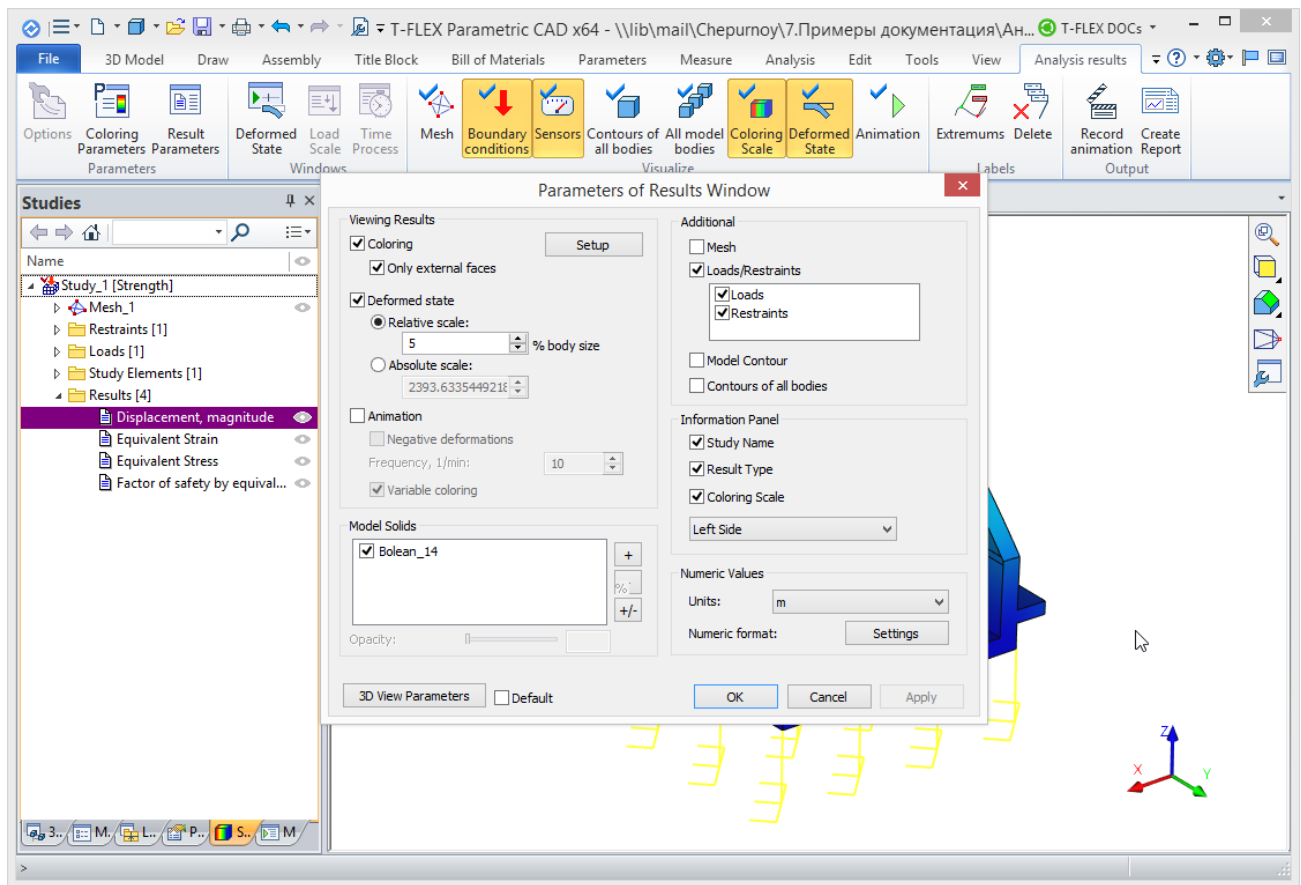 T-FLEX Parametric CAD x64 - \\lib\mail\Chepurnoy\7.Примеры документация\Ан... T-FLEX DOCs
File 3D Model Draw Assembly Title Block Bill of Materials Parameters Measure Analysis Edit Tools View Analysis results
Options Coloring Parameters Result Parameters Deformed State Load Scale Time Process Mesh Boundary conditions Sensors Contours of all bodies All model bodies Coloring Scale Deformed State Animation Extremums Delete Record animation Create Report
Parameters Windows Visualize Labels Output
Studies
Name
Study_1 [Strength]
Mesh_1
Restraints [1]
Loads [1]
Study Elements [1]
Results [4]
Displacement, magnitude
Equivalent Strain
Equivalent Stress
Factor of safety by equival...
3.. M. L.. P.. S.. M
>
Parameters of Results Window
Viewing Results
Coloring Setup
Only external faces
Deformed state
Relative scale:
5 % body size
Absolute scale:
2393.6335449218
Animation
Negative deformations
Frequency, 1/min: 10
Variable coloring
Model Solids
Bolean_14
+
%
+/-
Opacity:
3D View Parameters Default
Additional
Mesh
Loads/Restraints
Loads
Restraints
Model Contour
Contours of all bodies
Information Panel
Study Name
Result Type
Coloring Scale
Left Side
Numeric Values
Units: m
Numeric format: Settings
OK Cancel Apply
Z
X
Y